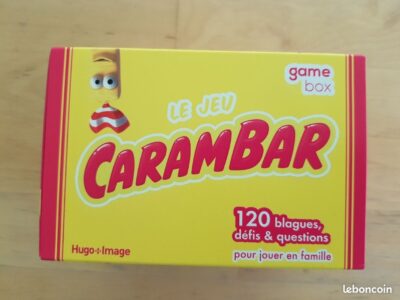 game
box
LE JEU
CARAMBAR
120 blagues,
défis & questions
pour jouer en famille
Hugo+Image
leboncoin